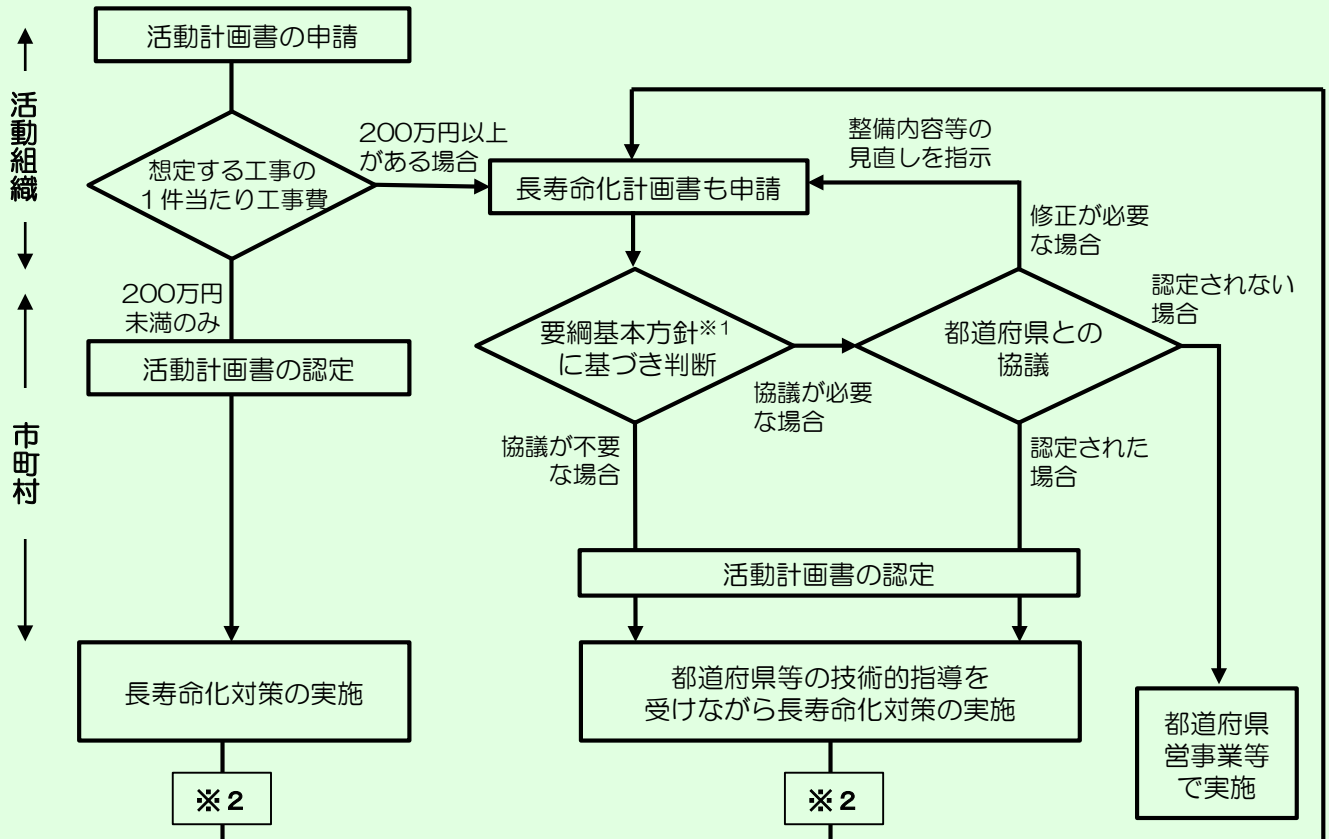 活動計画書の申請
活動組織
想定する工事の
１件当たり工事費
200万円以上
がある場合
長寿命化計画書も申請
整備内容等の
見直しを指示
修正が必要
な場合
200万円
未満のみ
市町村
活動計画書の認定
要綱基本方針※1
に基づき判断
協議が必要
な場合
都道府県との
協議
認定されない
場合
協議が不要
な場合
認定された
場合
活動計画書の認定
長寿命化対策の実施
都道府県等の技術的指導を
受けながら長寿命化対策の実施
都道府県
営事業等
で実施
※２
※２